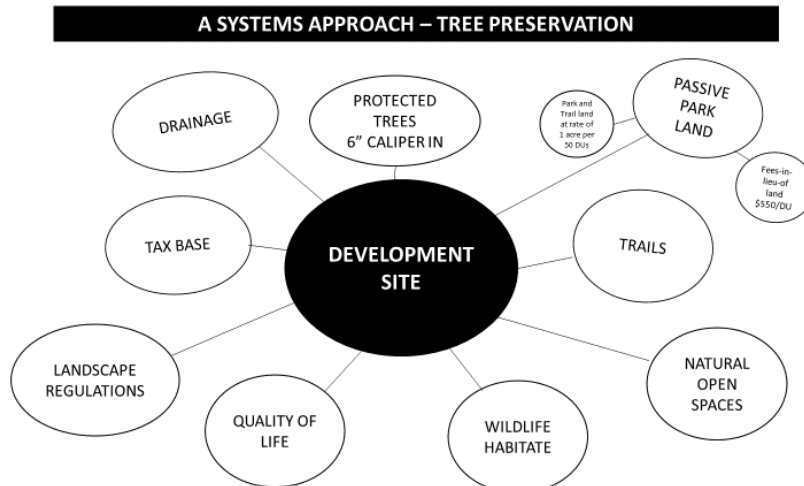 A SYSTEMS APPROACH – TREE PRESERVATION
DRAINAGE
PROTECTED
TREES
6” CALIPER IN
Park and
Trail land
at rate of
1 acre per
50 DUs
PASSIVE
PARK
LAND
Fees-in-
lieu-of
land
$550/DU
TAX BASE
DEVELOPMENT
SITE
TRAILS
LANDSCAPE
REGULATIONS
QUALITY OF
LIFE
WILDLIFE
HABITATE
NATURAL
OPEN
SPACES